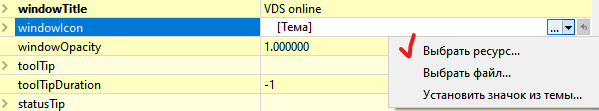 windowTitle VDS online
windowIcon [Тема] ...
windowOpacity 1.000000
Выбрать ресурс...
toolTip
Выбрать файл...
toolTipDuration -1
Установить значок из темы...
statusTip